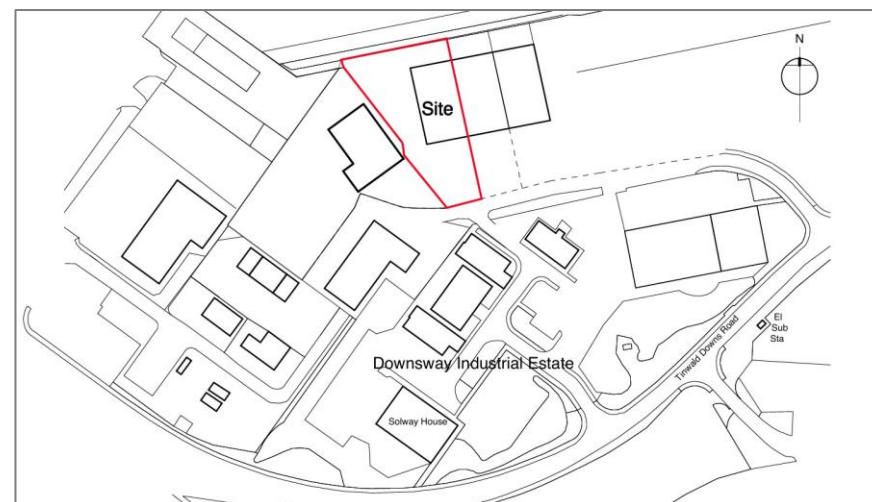 N
Site
El
Sub
Sta
Tinwald Downs Road
Downsway Industrial Estate
Solway House